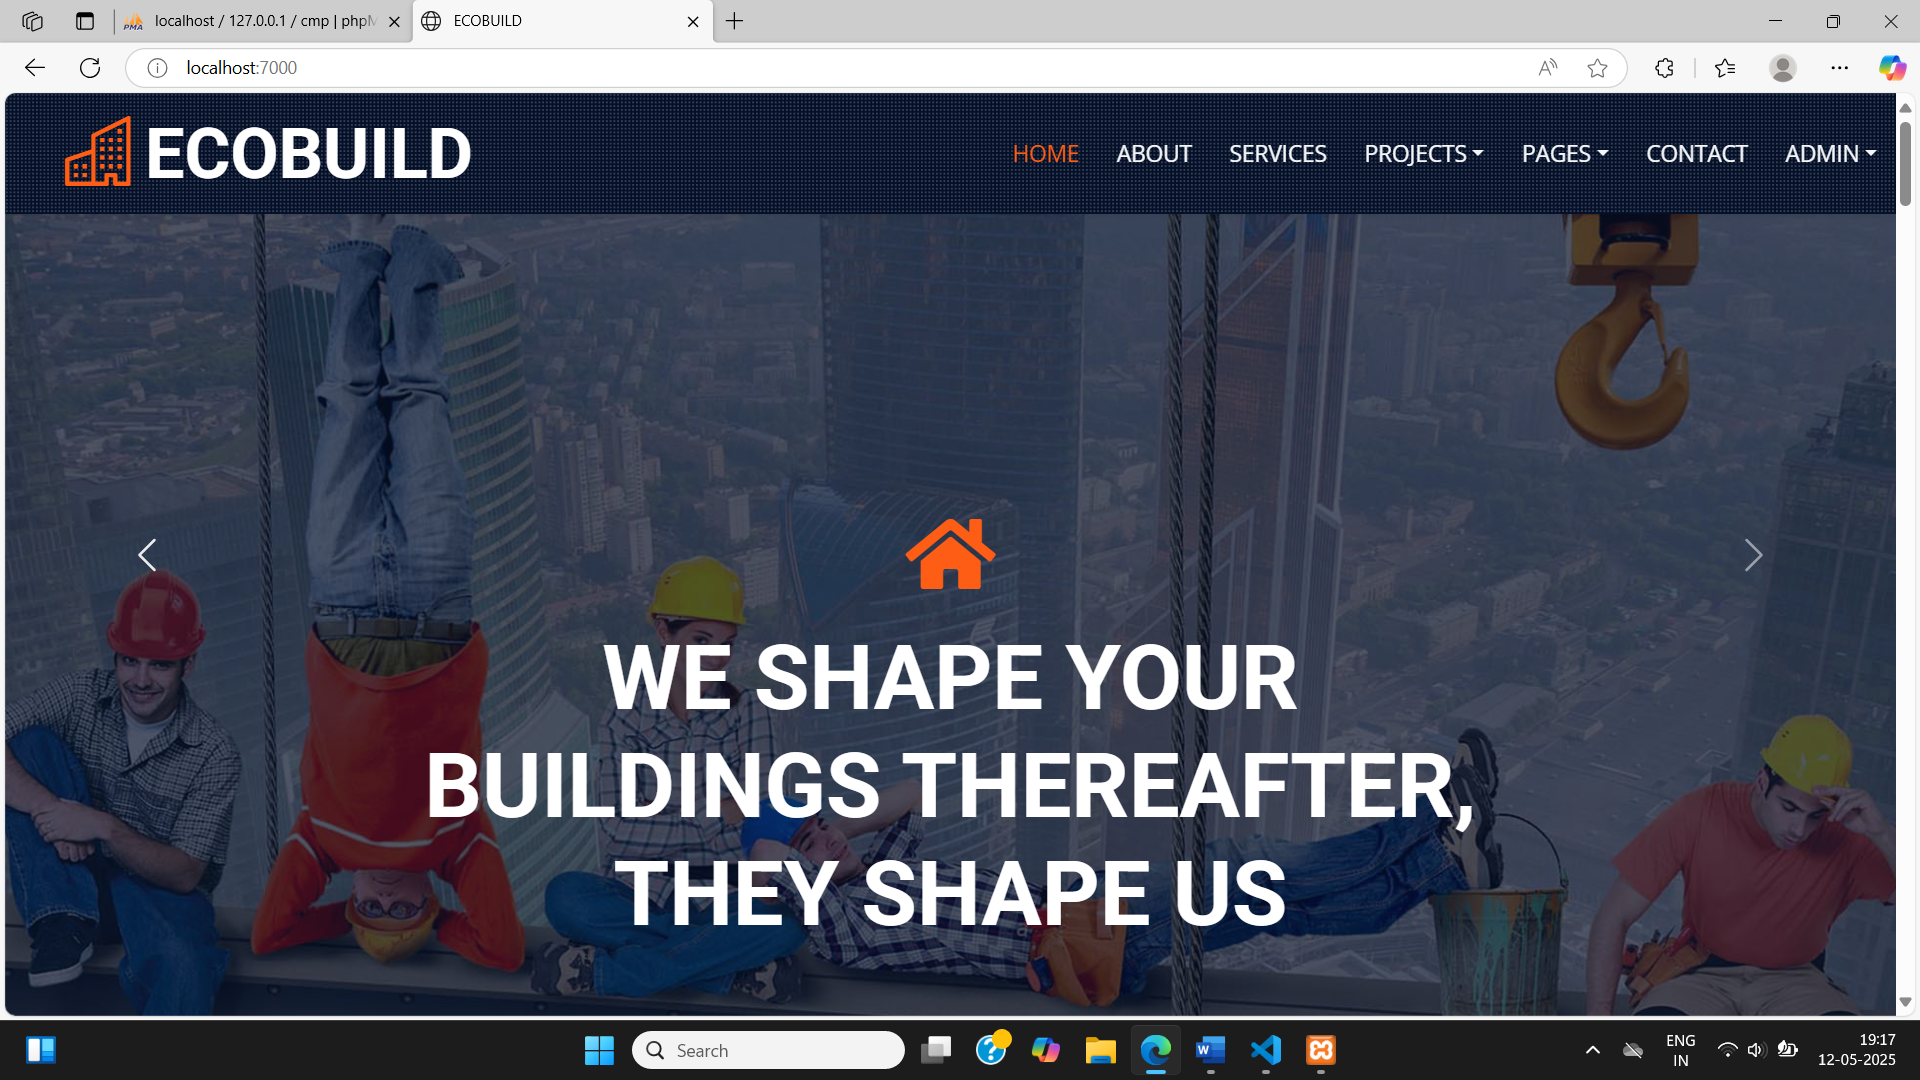 localhost / 127.0.0.1 / cmp | phpM
ECOBUILD
localhost:7000
ECOBUILD
HOME ABOUT SERVICES PROJECTS PAGES CONTACT ADMIN
WE SHAPE YOUR
BUILDINGS THEREAFTER,
THEY SHAPE US
Search
ENG
IN
19:17
12-05-2025